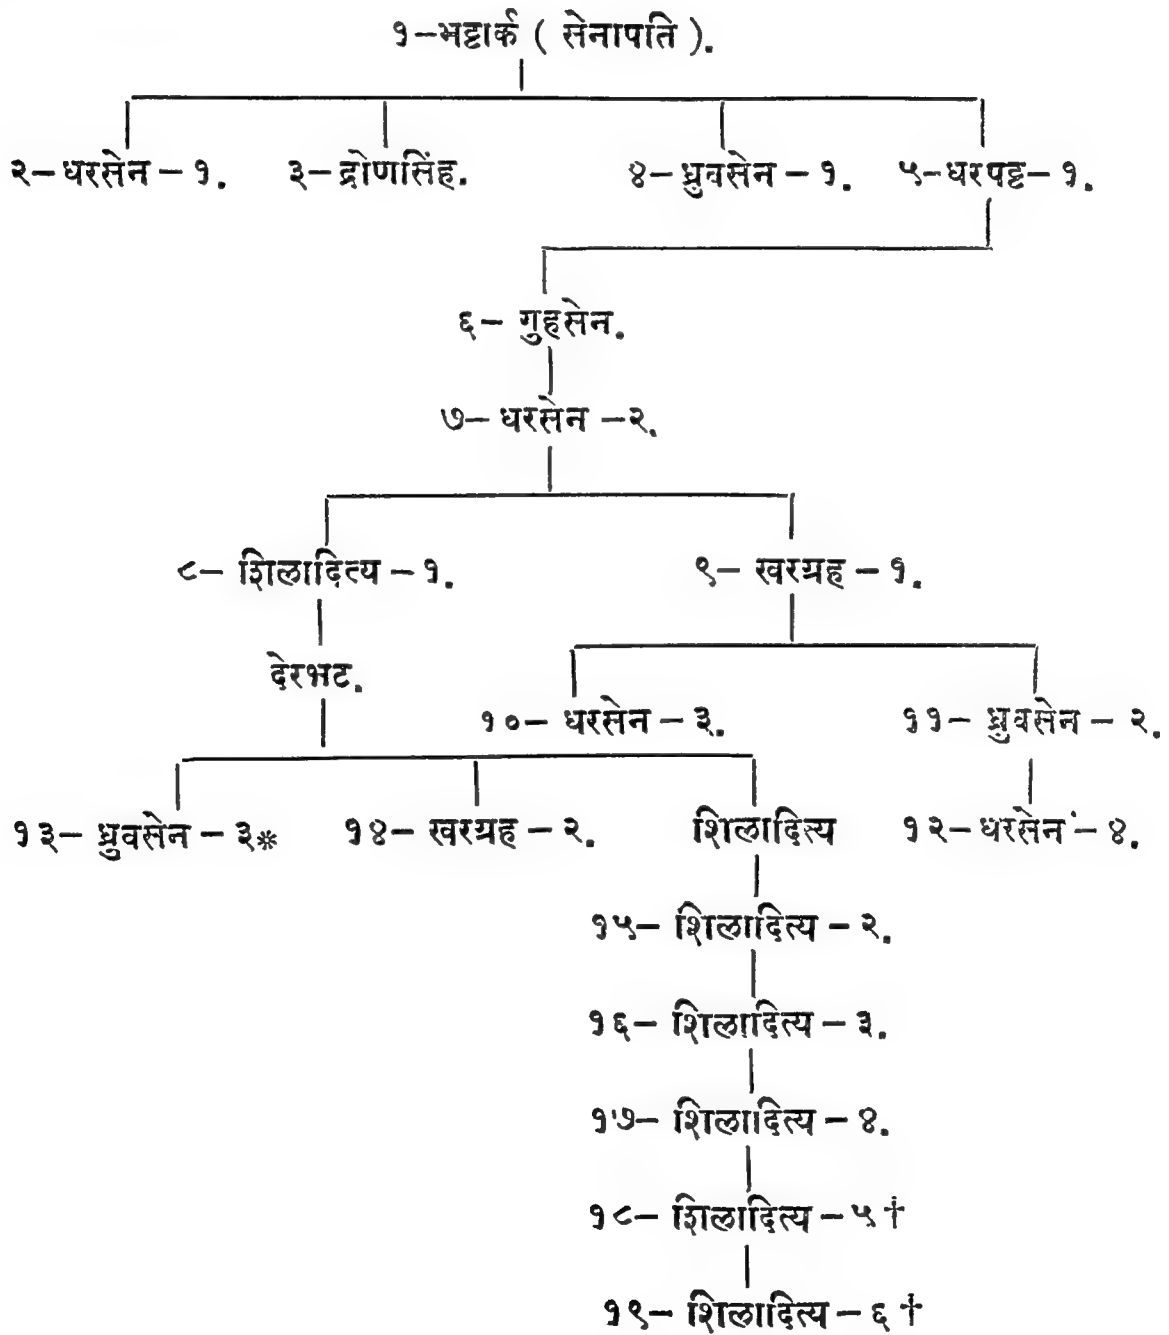 १-भट्टार्क ( सेनापति ).
२- धरसेन - १. ३- द्रोणसिंह. ४- ध्रुवसेन - १. ५-धरपट्ट- १.
६- गुहसेन.
७- धरसेन -२.
८- शिलादित्य - १. ९- खरग्रह - १.
देरभट.
१०- धरसेन - ३. ११- ध्रुवसेन - २.
१३- ध्रुवसेन - ३* १४- खरग्रह - २. शिलादित्य १२-धरसेन - ४.
१५- शिलादित्य - २.
१६- शिलादित्य - ३.
१७- शिलादित्य - ४.
१८- शिलादित्य - ५†
१९- शिलादित्य - ६†